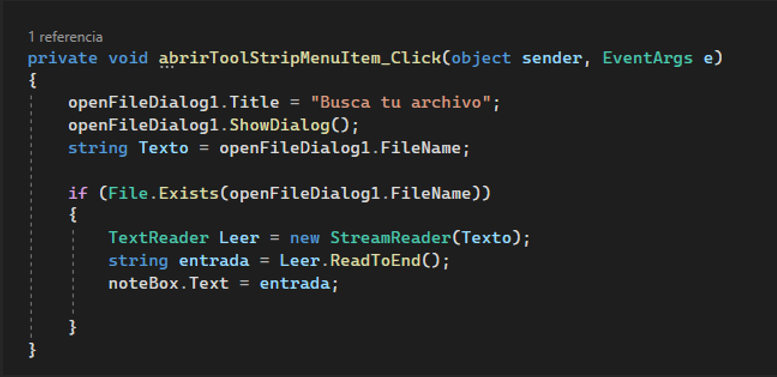 1 referencia
private void abrirToolStripMenuItem_Click(object sender, EventArgs e)
{
openFileDialog1.Title = "Busca tu archivo";
openFileDialog1.ShowDialog();
string Texto = openFileDialog1.FileName;
if (File.Exists(openFileDialog1.FileName))
{
TextReader Leer = new StreamReader(Texto);
string entrada = Leer.ReadToEnd();
noteBox.Text = entrada;
}
}